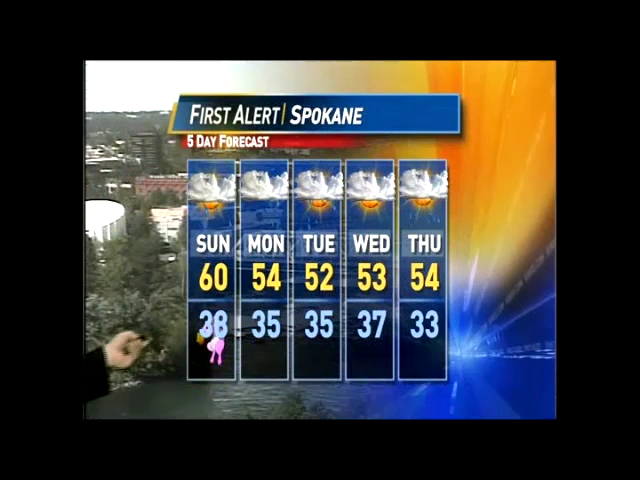 FIRST ALERT | SPOKANE
5 DAY FORECAST
SUN MON TUE WED THU
60 54 52 53 54
38 35 35 37 33